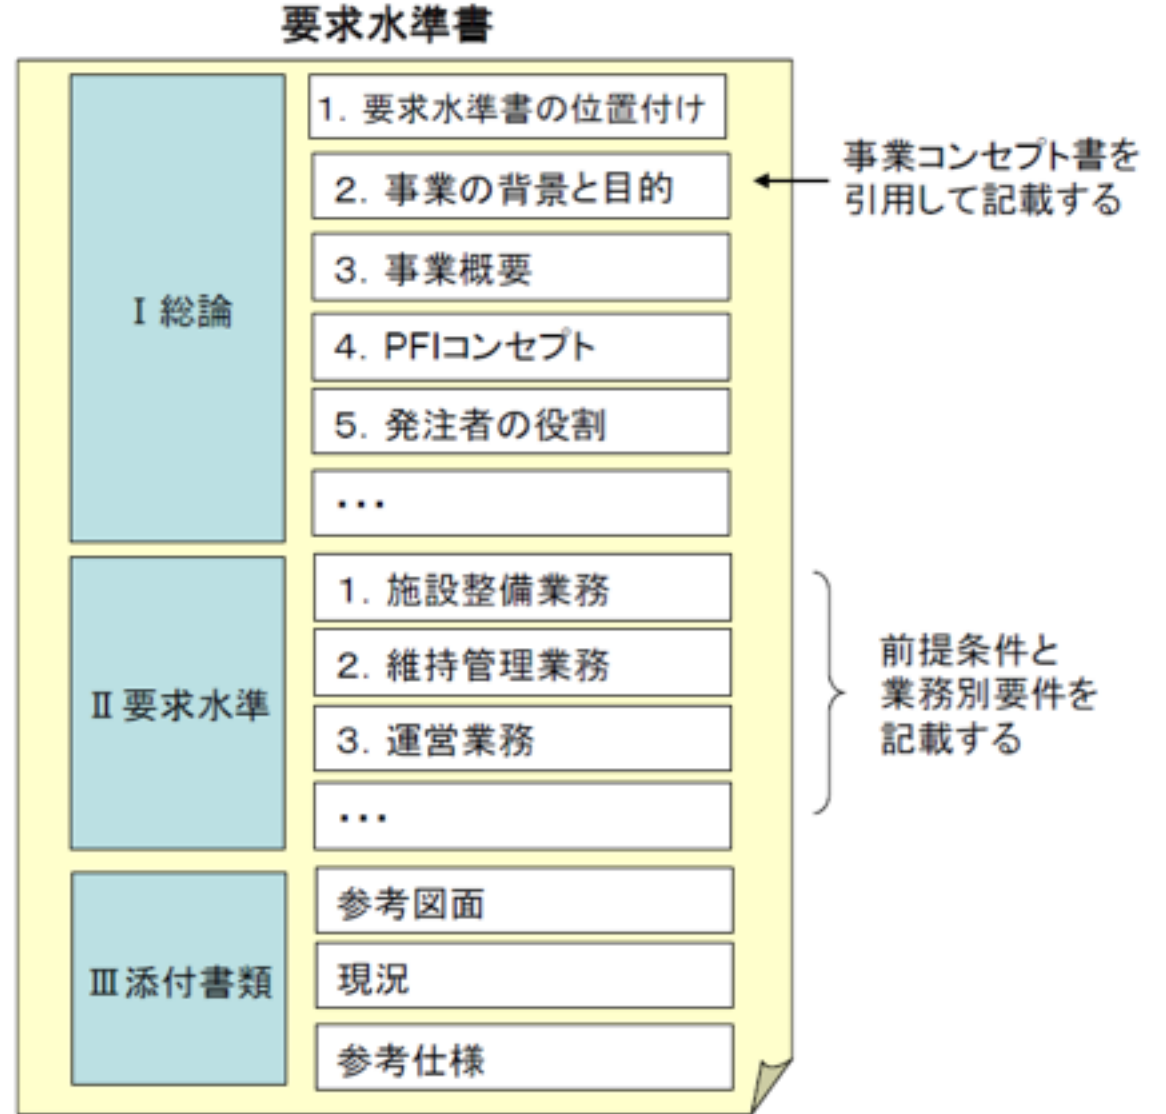 要求水準書
Ⅰ 総論
1. 要求水準書の位置付け
2. 事業の背景と目的
事業コンセプト書を
引用して記載する
3. 事業概要
4. PFIコンセプト
5. 発注者の役割
・・・
Ⅱ 要求水準
1. 施設整備業務
2. 維持管理業務
3. 運営業務
・・・
前提条件と
業務別要件を
記載する
Ⅲ 添付書類
参考図面
現況
参考仕様